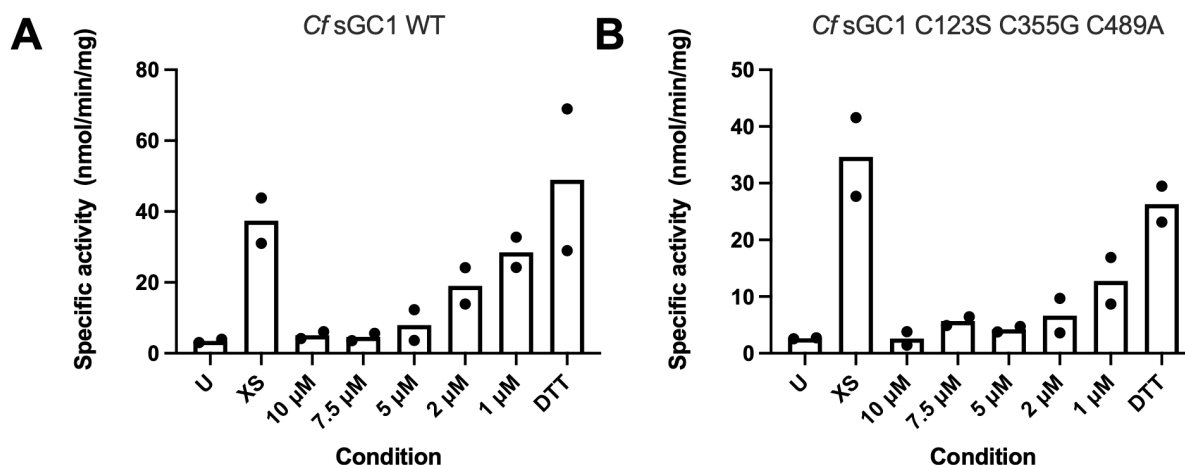 A
Cf sGC1 WT
Specific activity (nmol/min/mg)
80
60
40
20
0
U
XS
10 µM
7.5 µM
5 µM
2 µM
1 µM
DTT
Condition
B
Cf sGC1 C123S C355G C489A
Specific activity (nmol/min/mg)
50
40
30
20
10
0
U
XS
10 µM
7.5 µM
5 µM
2 µM
1 µM
DTT
Condition